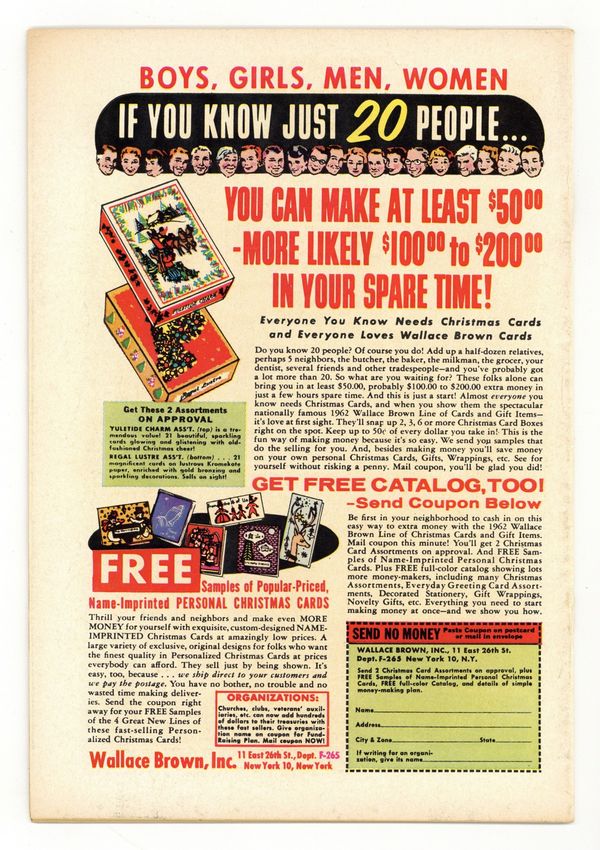 BOYS, GIRLS, MEN, WOMEN
IF YOU KNOW JUST 20 PEOPLE...
YOU CAN MAKE AT LEAST $50⁰⁰
-MORE LIKELY $100⁰⁰ to $200⁰⁰
IN YOUR SPARE TIME!
Everyone You Know Needs Christmas Cards
and Everyone Loves Wallace Brown Cards
Do you know 20 people? Of course you do! Add up a half-dozen relatives,
perhaps 5 neighbors, the butcher, the baker, the milkman, the grocer, your
dentist, several friends and other tradespeople—and you've probably got
a lot more than 20. So what are you waiting for? These folks alone can
bring you in at least $50.00, probably $100.00 to $200.00 extra money in
just a few hours spare time. And this is just a start! Almost everyone you
know needs Christmas Cards, and when you show them the spectacular
nationally famous 1962 Wallace Brown Line of Cards and Gift Items—
it's love at first sight. They'll snap up 2, 3, 6 or more Christmas Card Boxes
right on the spot. Keep up to 50¢ of every dollar you take in! This is the
fun way of making money because it's so easy. We send you samples that
do the selling for you. And, besides making money you'll save money
on your own personal Christmas Cards, Gifts, Wrappings, etc. See for
yourself without risking a penny. Mail coupon, you'll be glad you did!
Get These 2 Assortments
ON APPROVAL
YULETIDE CHARM ASS'T. (top) is a tre-
mendous value! 21 beautiful, sparkling
cards glowing and glistening with old-
fashioned Christmas cheer!
REGAL LUSTRE ASS'T. (bottom) . . . 21
magnificent cards on lustrous Kromekote
paper, enriched with gold bronzing and
sparkling decorations. Sells on sight!
GET FREE CATALOG, TOO!
-Send Coupon Below
Be first in your neighborhood to cash in on this
easy way to extra money with the 1962 Wallace
Brown Line of Christmas Cards and Gift Items.
Mail coupon this minute! You'll get 2 Christmas
Card Assortments on approval. And FREE Sam-
ples of Name-Imprinted Personal Christmas
Cards. Plus FREE full-color catalog showing lots
more money-makers, including many Christmas
Assortments, Everyday Greeting Card Assort-
ments, Decorated Stationery, Gift Wrappings,
Novelty Gifts, etc. Everything you need to start
making money at once—and we show you how.
FREE
Samples of Popular-Priced,
Name-Imprinted PERSONAL CHRISTMAS CARDS
Thrill your friends and neighbors and make even MORE
MONEY for yourself with exquisite, custom-designed NAME-
IMPRINTED Christmas Cards at amazingly low prices. A
large variety of exclusive, original designs for folks who want
the finest quality in Personalized Christmas Cards at prices
everybody can afford. They sell just by being shown. It's
easy, too, because . . . we ship direct to your customers and
we pay the postage. You have no bother, no trouble and no
wasted time making deliver-
ies. Send the coupon right
away for your FREE Samples
of the 4 Great New Lines of
these fast-selling Person-
alized Christmas Cards!
ORGANIZATIONS:
Churches, clubs, veterans' auxil-
iaries, etc. can now add hundreds
of dollars to their treasuries with
these fast sellers. Give organiza-
tion name on coupon for Fund-
Raising Plan. Mail coupon NOW!
Wallace Brown, Inc. 11 East 26th St., Dept. F-265
New York 10, New York
SEND NO MONEY Paste Coupon on postcard
or mail in envelope
WALLACE BROWN, INC., 11 East 26th St.
Dept. F-265 New York 10, N.Y.
Send 2 Christmas Card Assortments on approval, plus
FREE Samples of Name-Imprinted Personal Christmas
Cards, FREE full-color Catalog, and details of simple
money-making plan.
Name
Address
City & Zone State
If writing for an organi-
zation, give its name